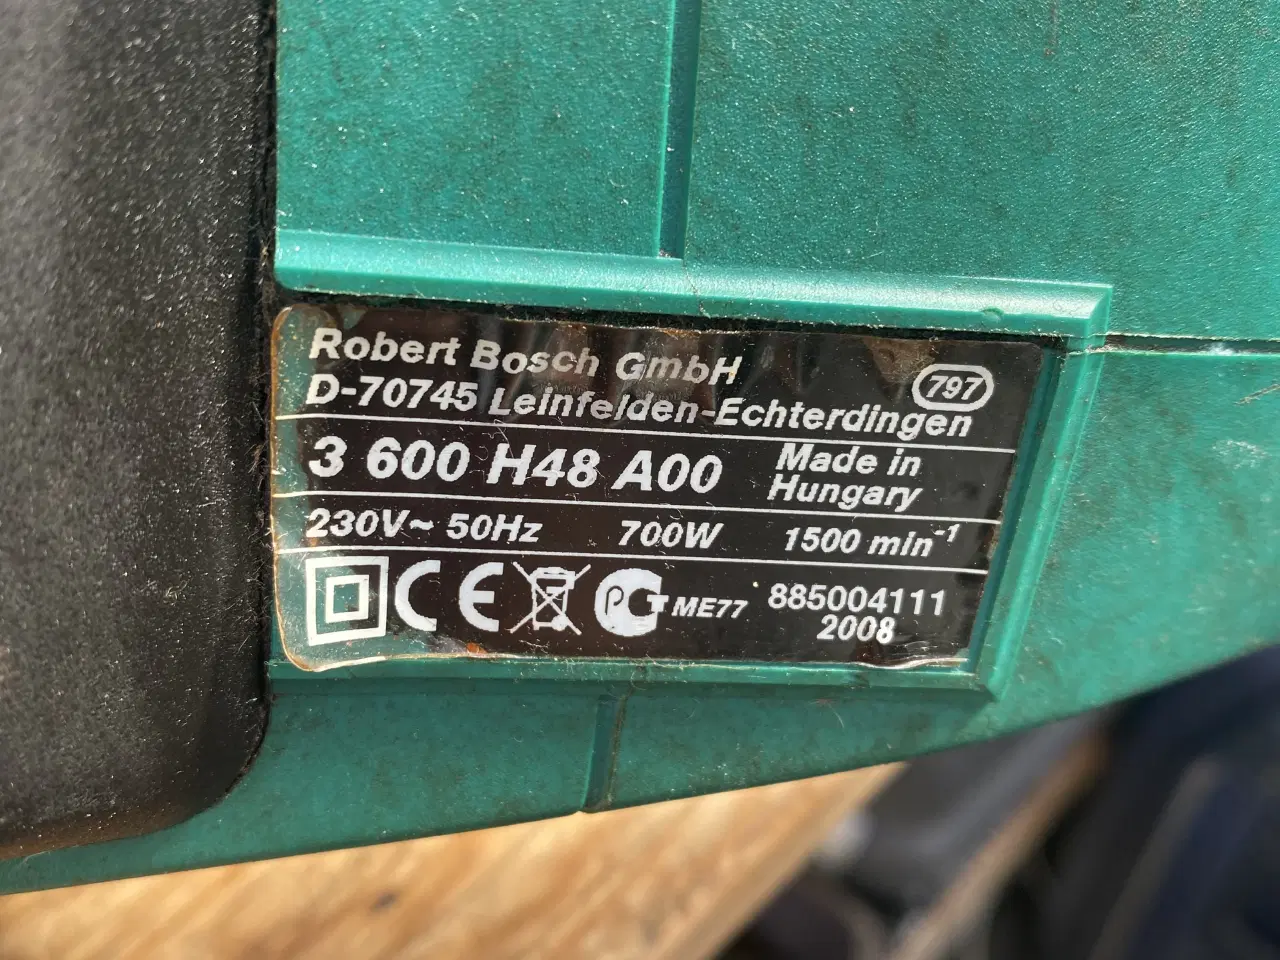 Robert Bosch GmbH
D-70745 Leinfelden-Echterdingen
797
3 600 H48 A00
Made in
Hungary
230V~ 50Hz 700W 1500 min⁻¹
CE PCT ME77 885004111
2008